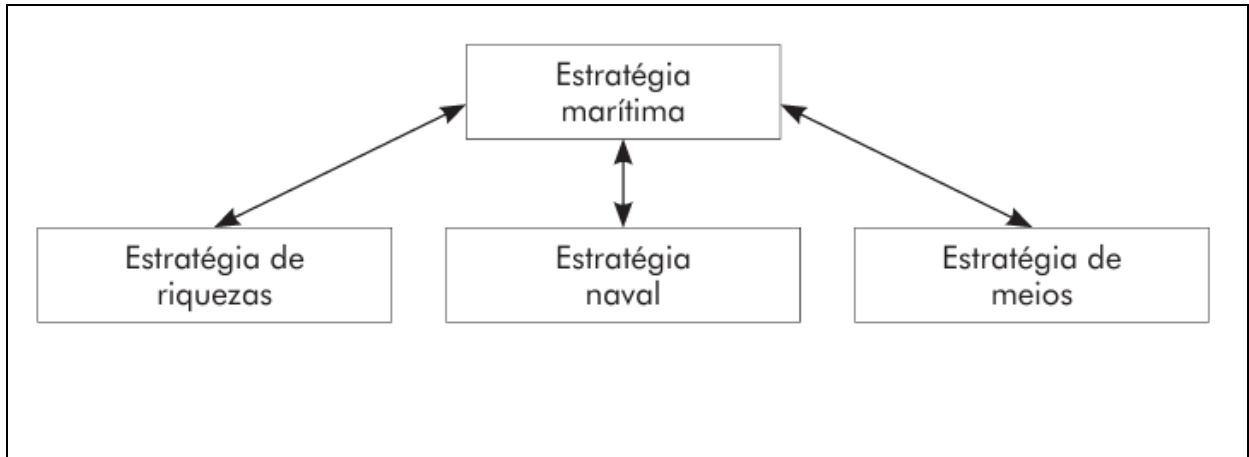 Estratégia
marítima
Estratégia de
riquezas
Estratégia
naval
Estratégia de
meios